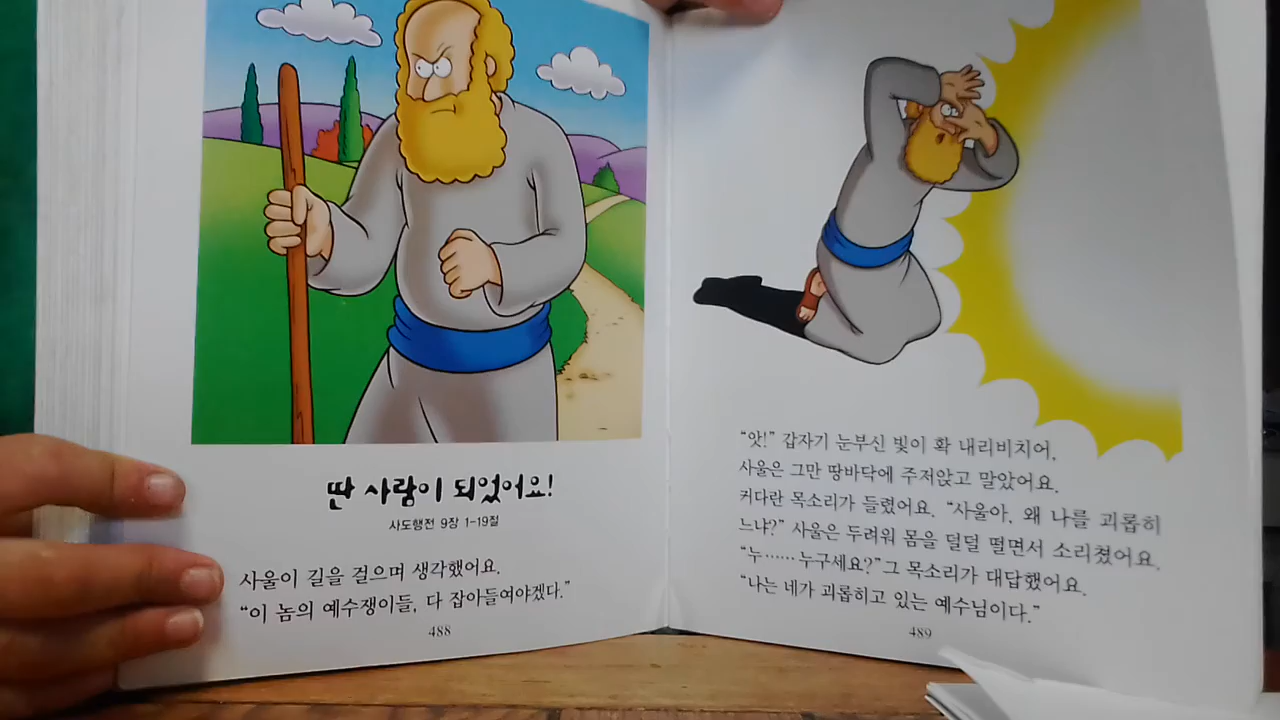 딴 사람이 되었어요!
사도행전 9장 1-19절
사울이 길을 걸으며 생각했어요.
“이 놈의 예수쟁이들, 다 잡아들여야겠다.”
488
“앗!” 갑자기 눈부신 빛이 확 내리비치어,
사울은 그만 땅바닥에 주저앉고 말았어요.
커다란 목소리가 들렸어요. “사울아, 왜 나를 괴롭히
느냐?” 사울은 두려워 몸을 덜덜 떨면서 소리쳤어요.
“누……누구세요?” 그 목소리가 대답했어요.
“나는 네가 괴롭히고 있는 예수님이다.”
489